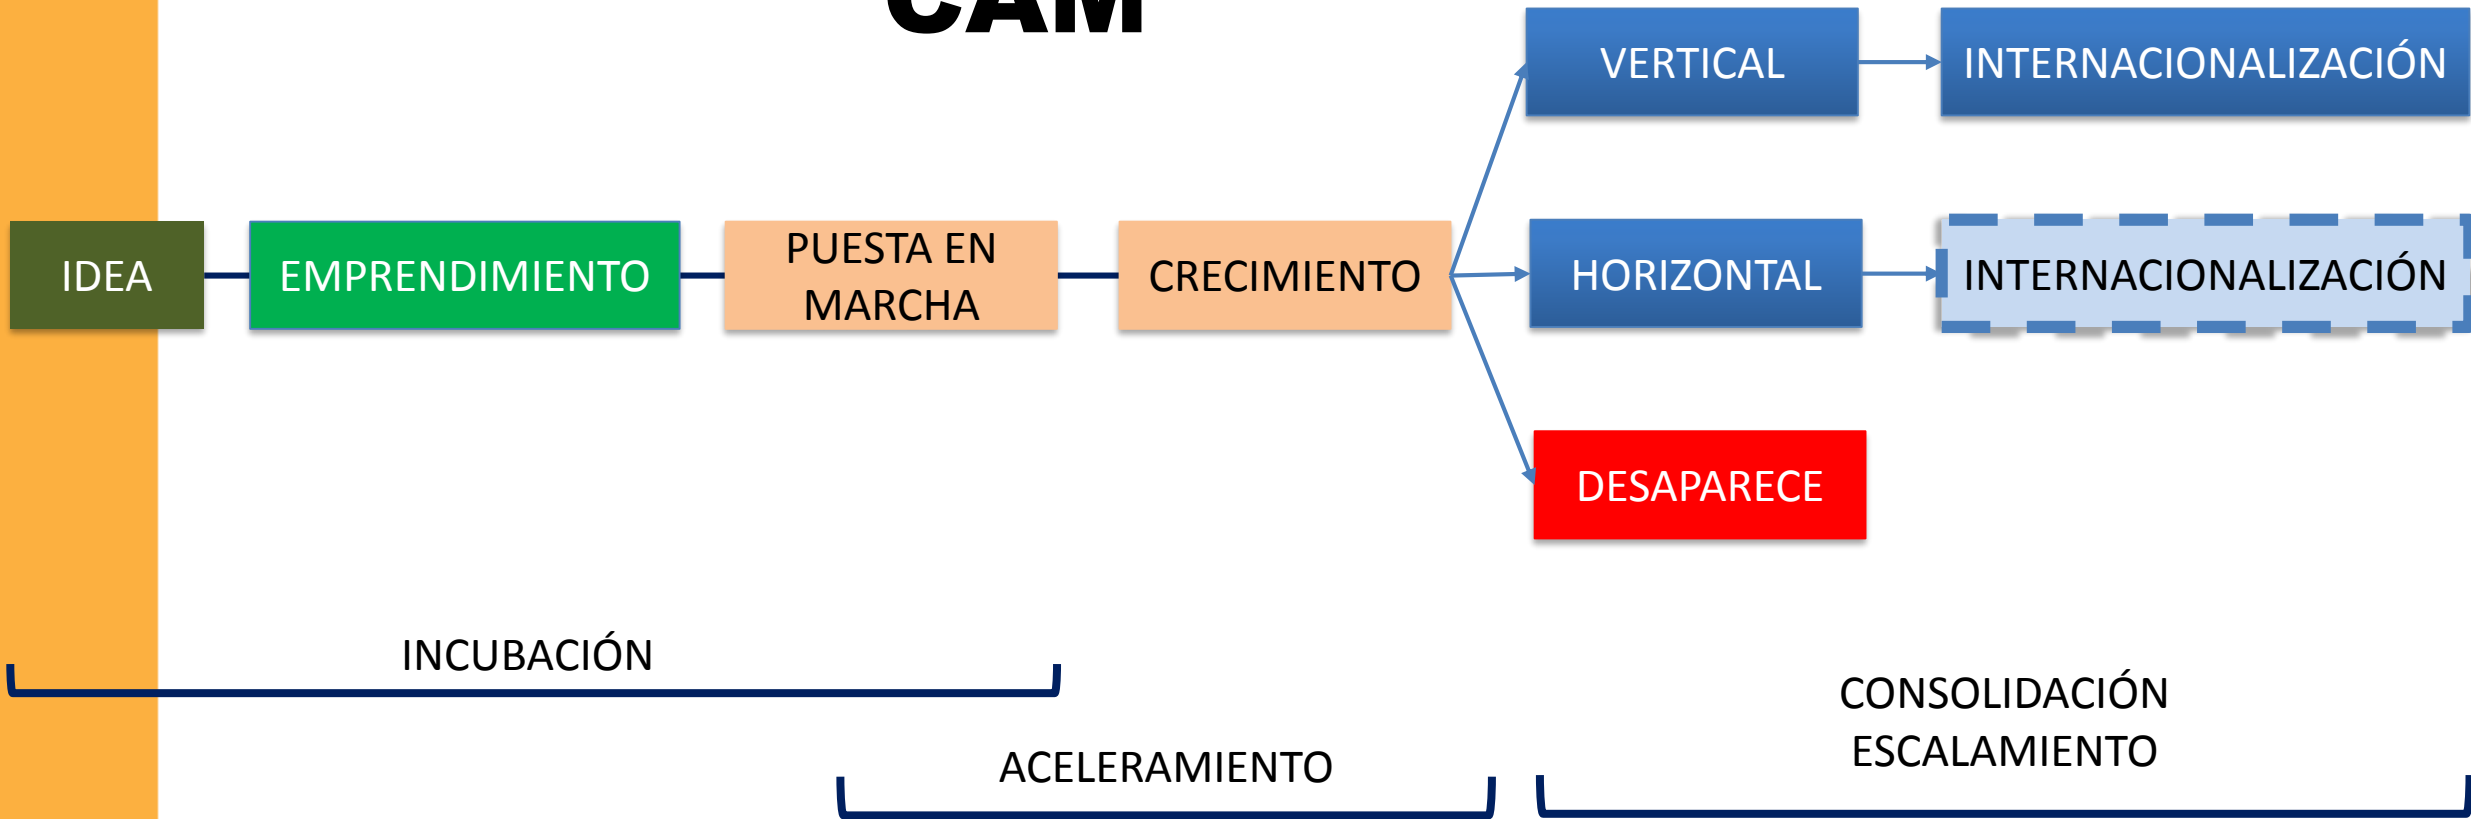 CAM
VERTICAL
INTERNACIONALIZACIÓN
IDEA
EMPRENDIMIENTO
PUESTA EN
MARCHA
CRECIMIENTO
HORIZONTAL
INTERNACIONALIZACIÓN
DESAPARECE
INCUBACIÓN
ACELERAMIENTO
CONSOLIDACIÓN
ESCALAMIENTO